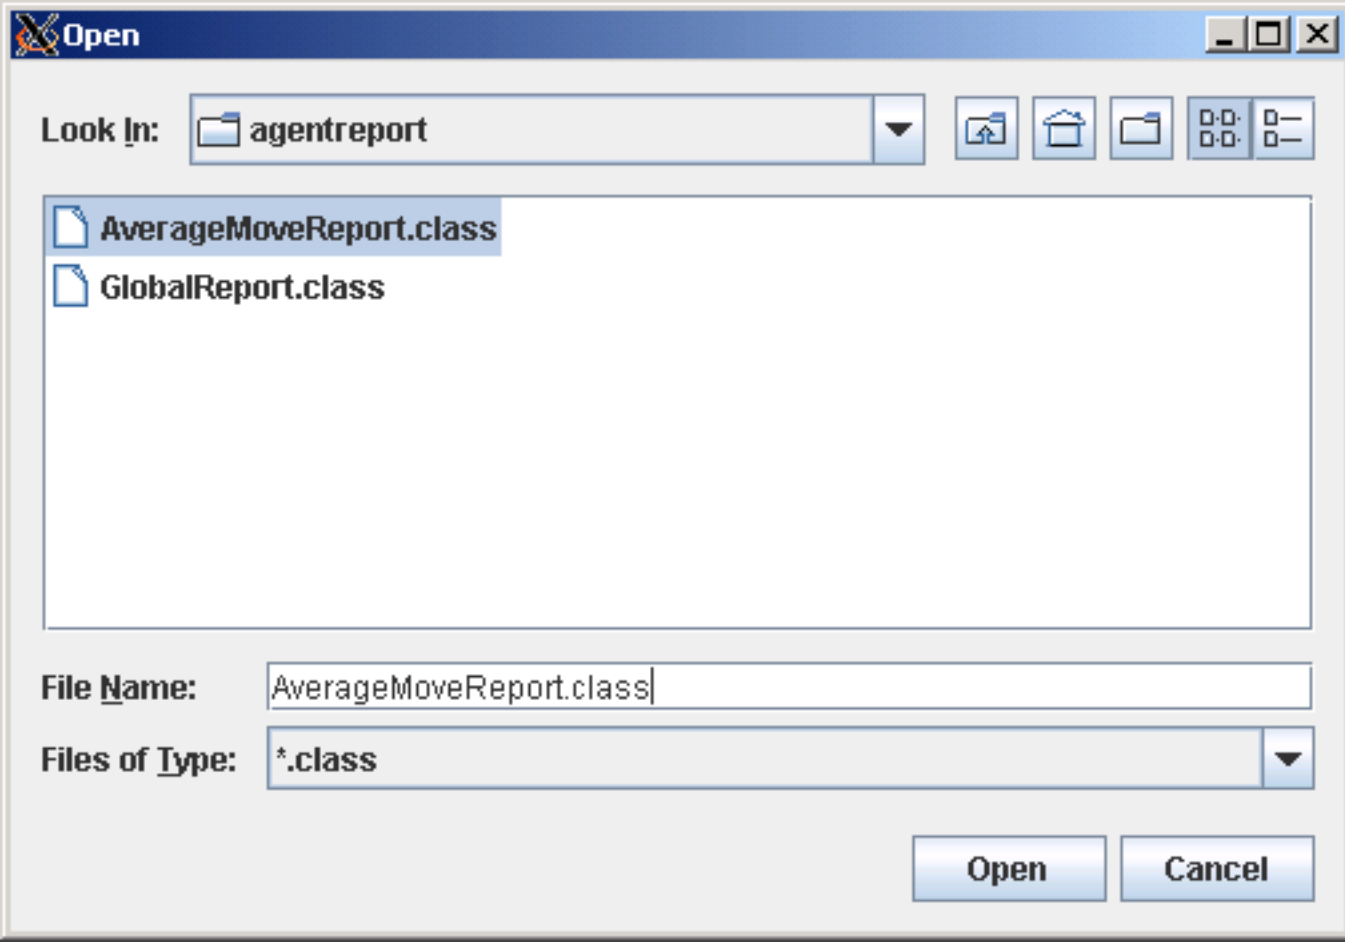 Open
Look In: agentreport
AverageMoveReport.class
GlobalReport.class
File Name: AverageMoveReport.class
Files of Type: *.class
Open Cancel